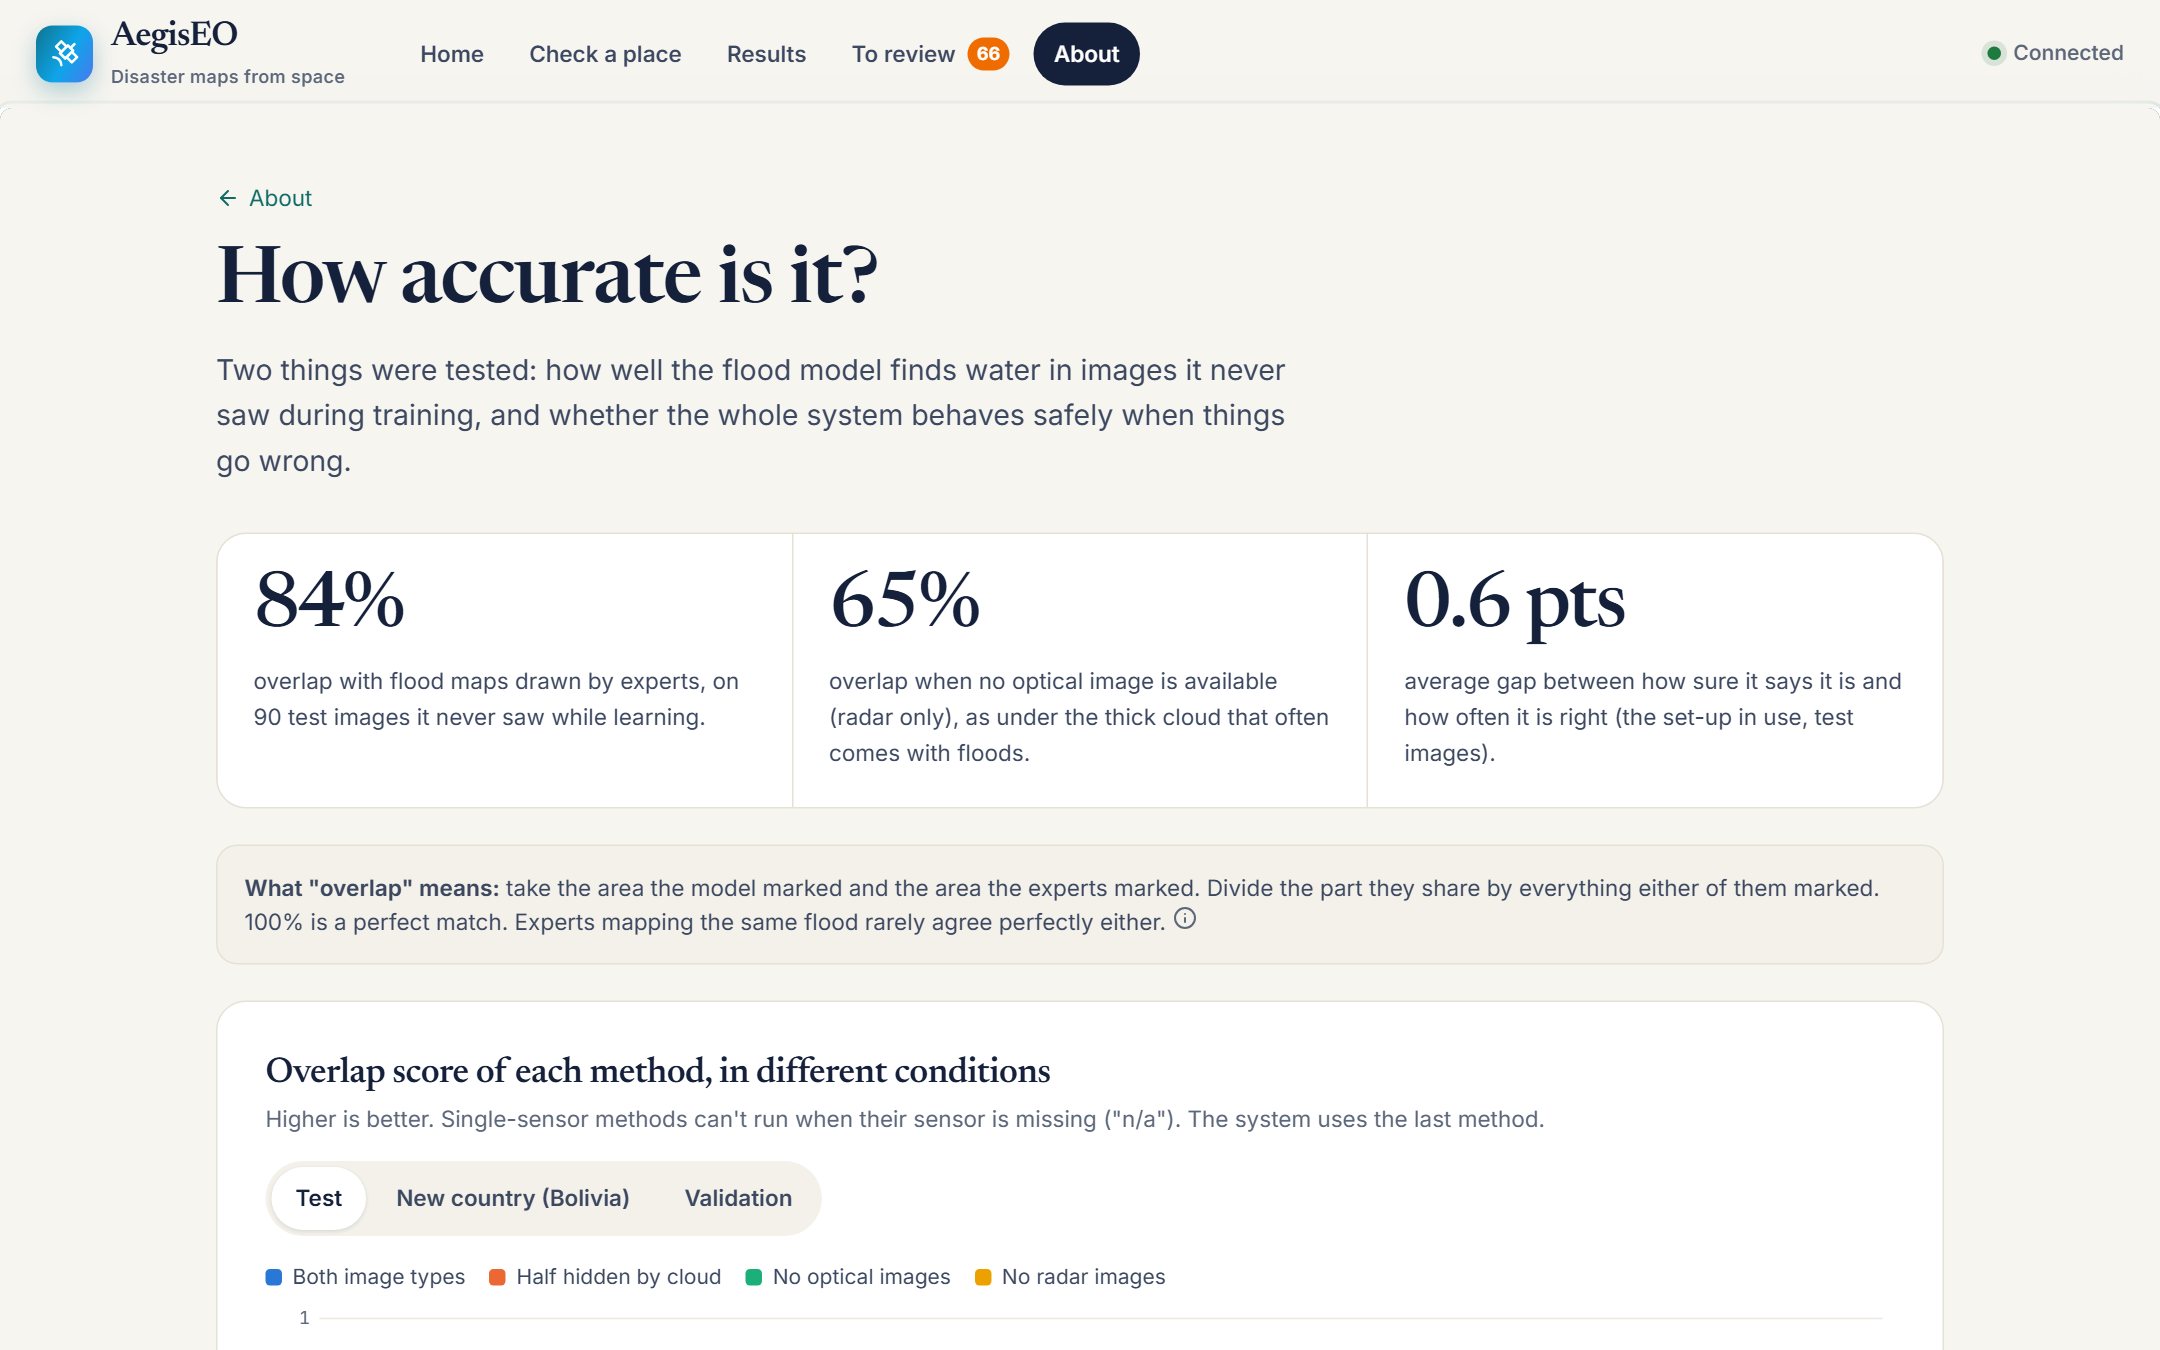 AegisEO
Disaster maps from space
Home
Check a place
Results
To review 66
About
Connected
← About
How accurate is it?
Two things were tested: how well the flood model finds water in images it never
saw during training, and whether the whole system behaves safely when things
go wrong.
84%
overlap with flood maps drawn by experts, on
90 test images it never saw while learning.
65%
overlap when no optical image is available
(radar only), as under the thick cloud that often
comes with floods.
0.6 pts
average gap between how sure it says it is and
how often it is right (the set-up in use, test
images).
What "overlap" means: take the area the model marked and the area the experts marked. Divide the part they share by everything either of them marked.
100% is a perfect match. Experts mapping the same flood rarely agree perfectly either.
Overlap score of each method, in different conditions
Higher is better. Single-sensor methods can't run when their sensor is missing ("n/a"). The system uses the last method.
Test
New country (Bolivia)
Validation
Both image types
Half hidden by cloud
No optical images
No radar images
1